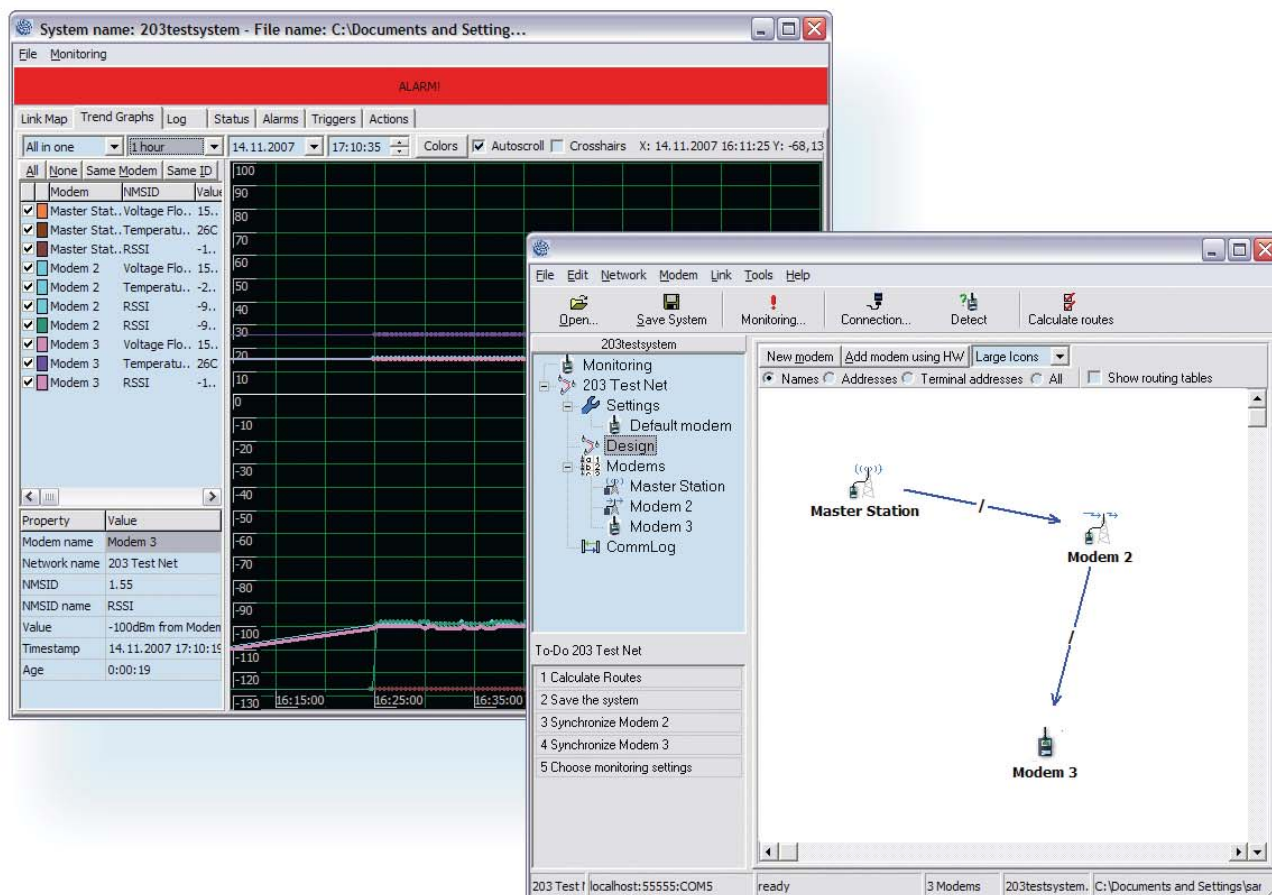 System name: 203testsystem - File name: C:\Documents and Setting...
File Monitoring
ALARM!
Link Map Trend Graphs Log Status Alarms Triggers Actions
All in one 1 hour 14.11.2007 17:10:35 Colors Autoscroll Crosshairs X: 14.11.2007 16:11:25 Y: -68,13
All None Same Modem Same ID
Modem NMSID Value
Master Stat.. Voltage Flo.. 15..
Master Stat.. Temperatu.. 26C
Master Stat.. RSSI -1..
Modem 2 Voltage Flo.. 15..
Modem 2 Temperatu.. -2..
Modem 2 RSSI -9..
Modem 2 RSSI -9..
Modem 3 Voltage Flo.. 15..
Modem 3 Temperatu.. 26C
Modem 3 RSSI -1..
Property Value
Modem name Modem 3
Network name 203 Test Net
NMSID 1.55
NMSID name RSSI
Value -100dBm from Modem
Timestamp 14.11.2007 17:10:19
Age 0:00:19
100
90
80
70
60
50
40
30
20
10
0
-10
-20
-30
-40
-50
-60
-70
-80
-90
-100
-110
-120
-130
16:15:00 16:25:00 16:35:00
File Edit Network Modem Link Tools Help
Open... Save System Monitoring... Connection... Detect Calculate routes
203testsystem
Monitoring
203 Test Net
Settings
Default modem
Design
Modems
Master Station
Modem 2
Modem 3
CommLog
To-Do 203 Test Net
1 Calculate Routes
2 Save the system
3 Synchronize Modem 2
4 Synchronize Modem 3
5 Choose monitoring settings
New modem Add modem using HW Large Icons
Names Addresses Terminal addresses All Show routing tables
Master Station
Modem 2
Modem 3
203 Test localhost:55555:COM5 ready 3 Modems 203testsystem. C:\Documents and Settings\sar